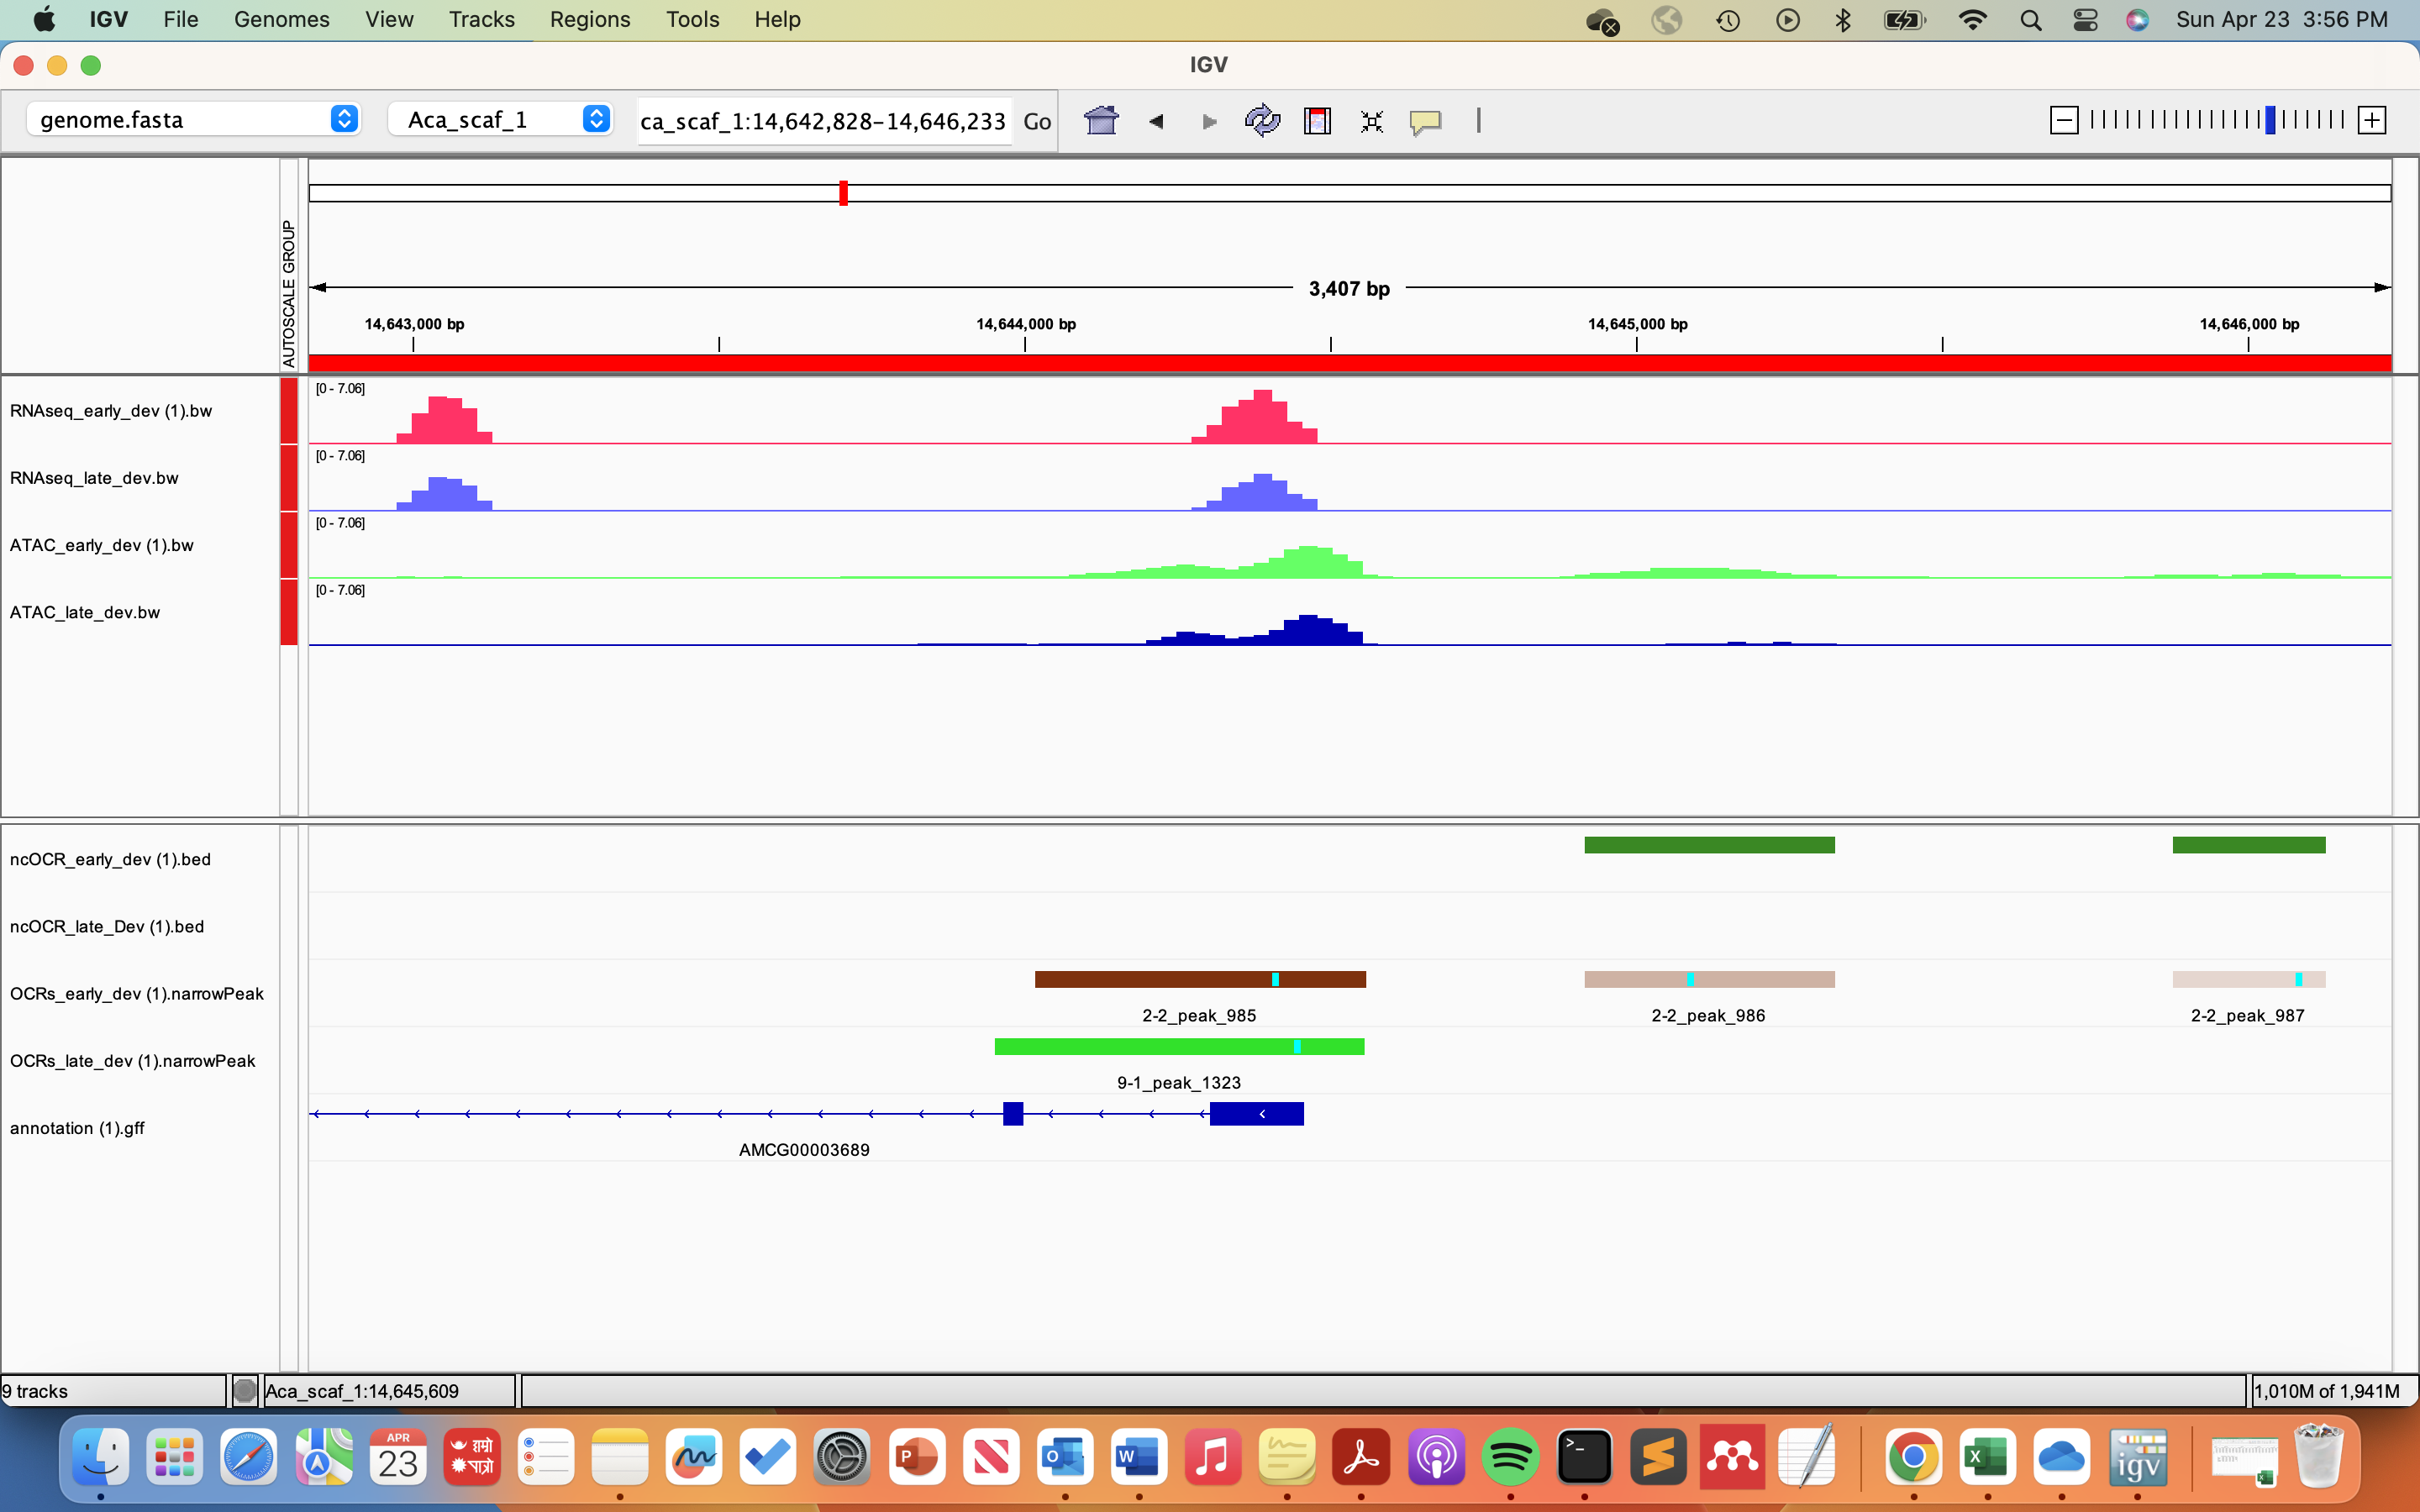 IGV File Genomes View Tracks Regions Tools Help Sun Apr 23 3:56 PM
IGV
genome.fasta Aca_scaf_1 ca_scaf_1:14,642,828-14,646,233 Go
AUTOSCALE GROUP
3,407 bp
14,643,000 bp 14,644,000 bp 14,645,000 bp 14,646,000 bp
[0 - 7.06]
RNAseq_early_dev (1).bw
[0 - 7.06]
RNAseq_late_dev.bw
[0 - 7.06]
ATAC_early_dev (1).bw
[0 - 7.06]
ATAC_late_dev.bw
ncOCR_early_dev (1).bed
ncOCR_late_Dev (1).bed
OCRs_early_dev (1).narrowPeak
2-2_peak_985 2-2_peak_986 2-2_peak_987
OCRs_late_dev (1).narrowPeak
9-1_peak_1323
annotation (1).gff
AMCG00003689
9 tracks Aca_scaf_1:14,645,609 1,010M of 1,941M
APR
23
हाम्रो
पात्रो
P
O
W
>_
X
igv
X